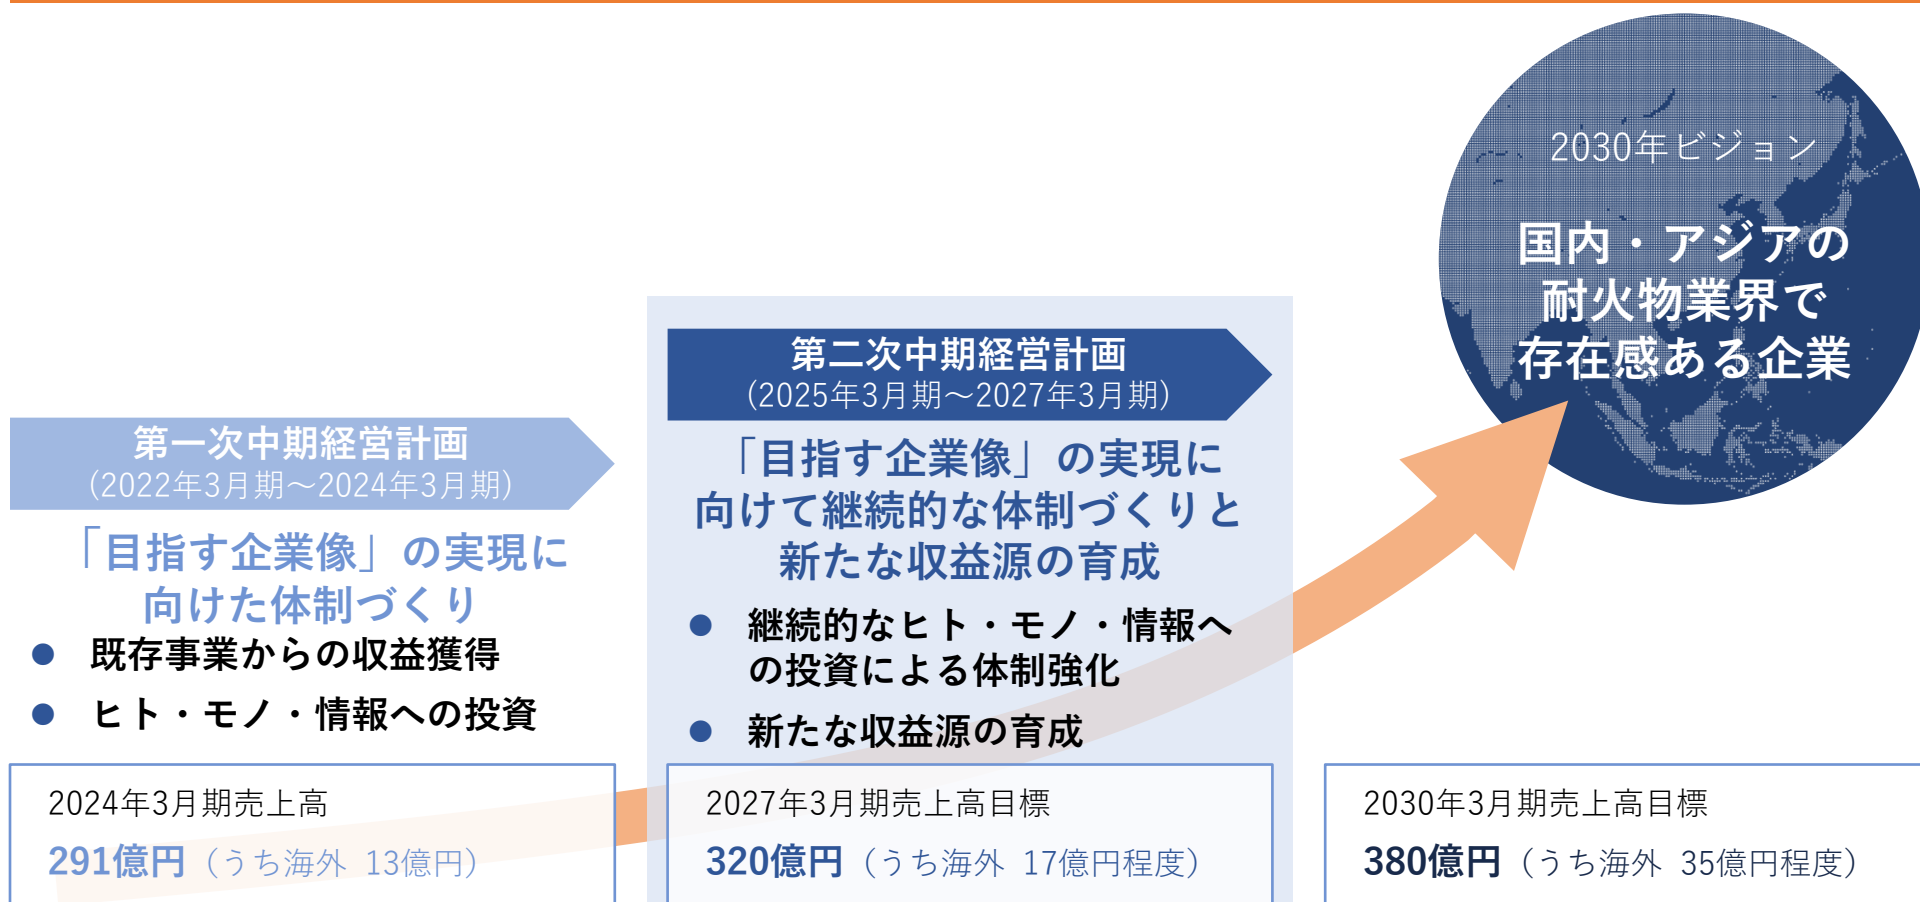 2030年ビジョン
国内・アジアの
耐火物業界で
存在感ある企業
第一次中期経営計画
（2022年3月期～2024年3月期）
「目指す企業像」の実現に
向けた体制づくり
● 既存事業からの収益獲得
● ヒト・モノ・情報への投資
2024年3月期売上高
291億円（うち海外 13億円）
第二次中期経営計画
（2025年3月期～2027年3月期）
「目指す企業像」の実現に
向けて継続的な体制づくりと
新たな収益源の育成
● 継続的なヒト・モノ・情報へ
の投資による体制強化
● 新たな収益源の育成
2027年3月期売上高目標
320億円（うち海外 17億円程度）
2030年3月期売上高目標
380億円（うち海外 35億円程度）